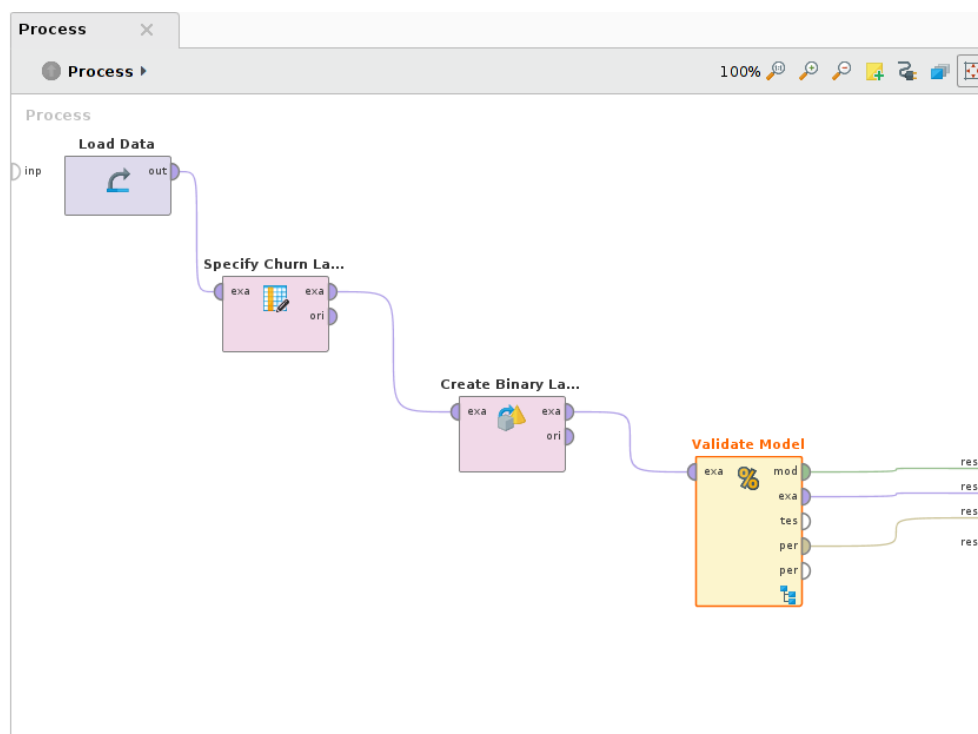 Process
Process
100%
Process
Load Data
inp
out
Specify Churn La...
exa exa
ori
Create Binary La...
exa exa
ori
Validate Model
exa mod
exa
tes
per
per
res
res
res
res